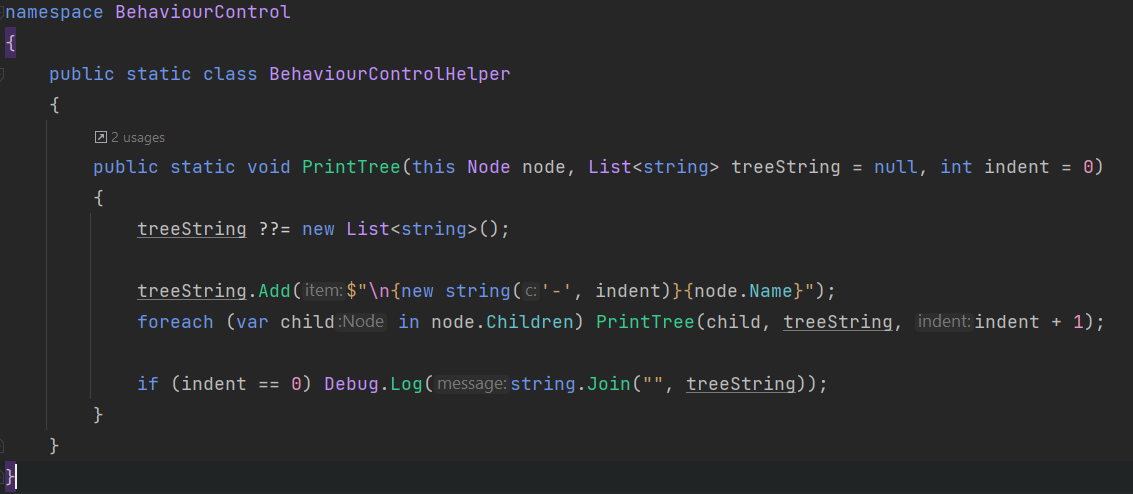 namespace BehaviourControl
{
public static class BehaviourControlHelper
{
2 usages
public static void PrintTree(this Node node, List<string> treeString = null, int indent = 0)
{
treeString ??= new List<string>();
treeString.Add(item:$"\n{new string(c:'-', indent)}{node.Name}");
foreach (var child:Node in node.Children) PrintTree(child, treeString, indent:indent + 1);
if (indent == 0) Debug.Log(message:string.Join("", treeString));
}
}
}